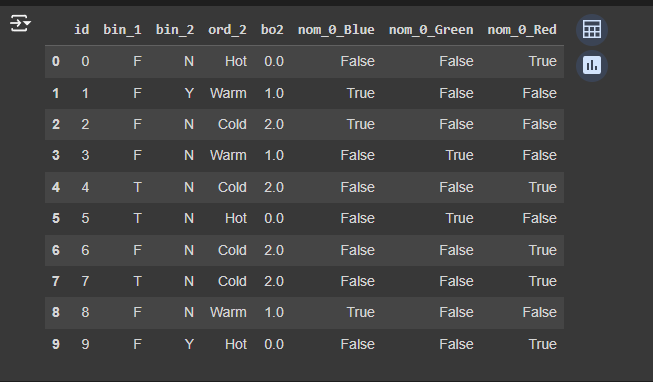 id bin_1 bin_2 ord_2 bo2 nom_0_Blue nom_0_Green nom_0_Red
0 0 F N Hot 0.0 False False True
1 1 F Y Warm 1.0 True False False
2 2 F N Cold 2.0 True False False
3 3 F N Warm 1.0 False True False
4 4 T N Cold 2.0 False False True
5 5 T N Hot 0.0 False True False
6 6 F N Cold 2.0 False False True
7 7 T N Cold 2.0 False False True
8 8 F N Warm 1.0 True False False
9 9 F Y Hot 0.0 False False True